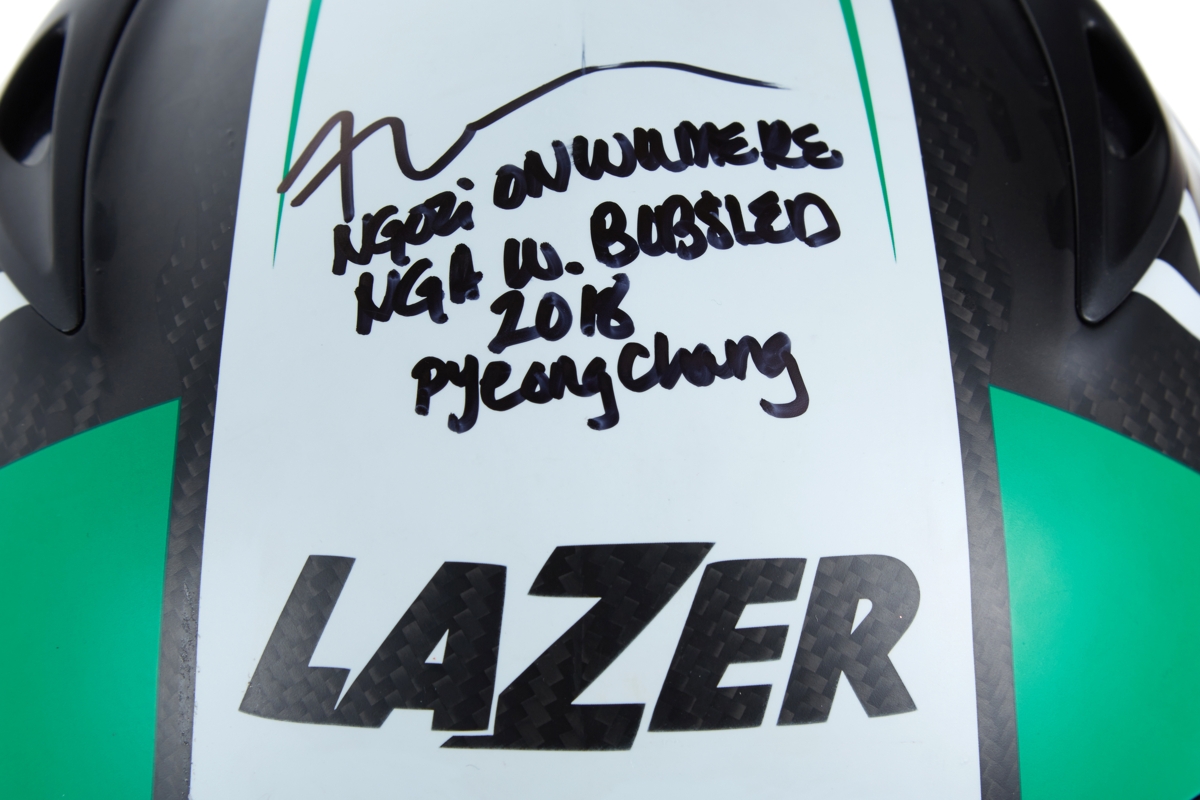 NGOZI ONWUMERE
NGA W. BOBSLED
2018
PyeongChang
LAZER